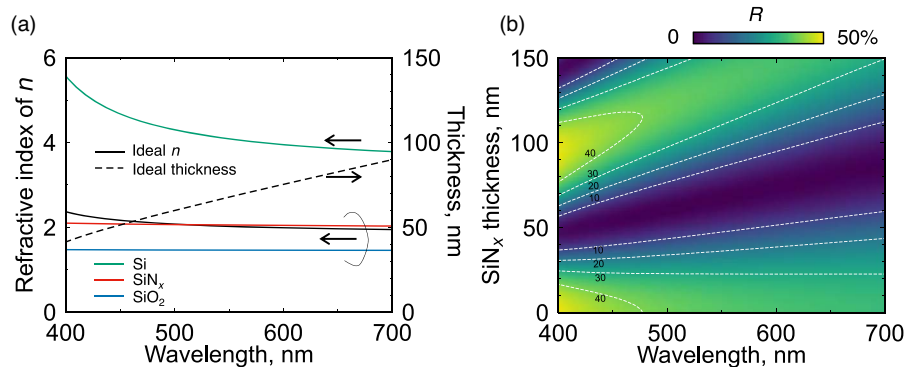 (a)
6
4
2
0
Refractive index of n
150
100
50
0
Thickness, nm
Ideal n
Ideal thickness
Si
SiNx
SiO2
400
500
600
700
Wavelength, nm
(b)
R
0
50%
150
100
50
0
SiNx thickness, nm
40
30
20
10
10
20
30
40
400
500
600
700
Wavelength, nm